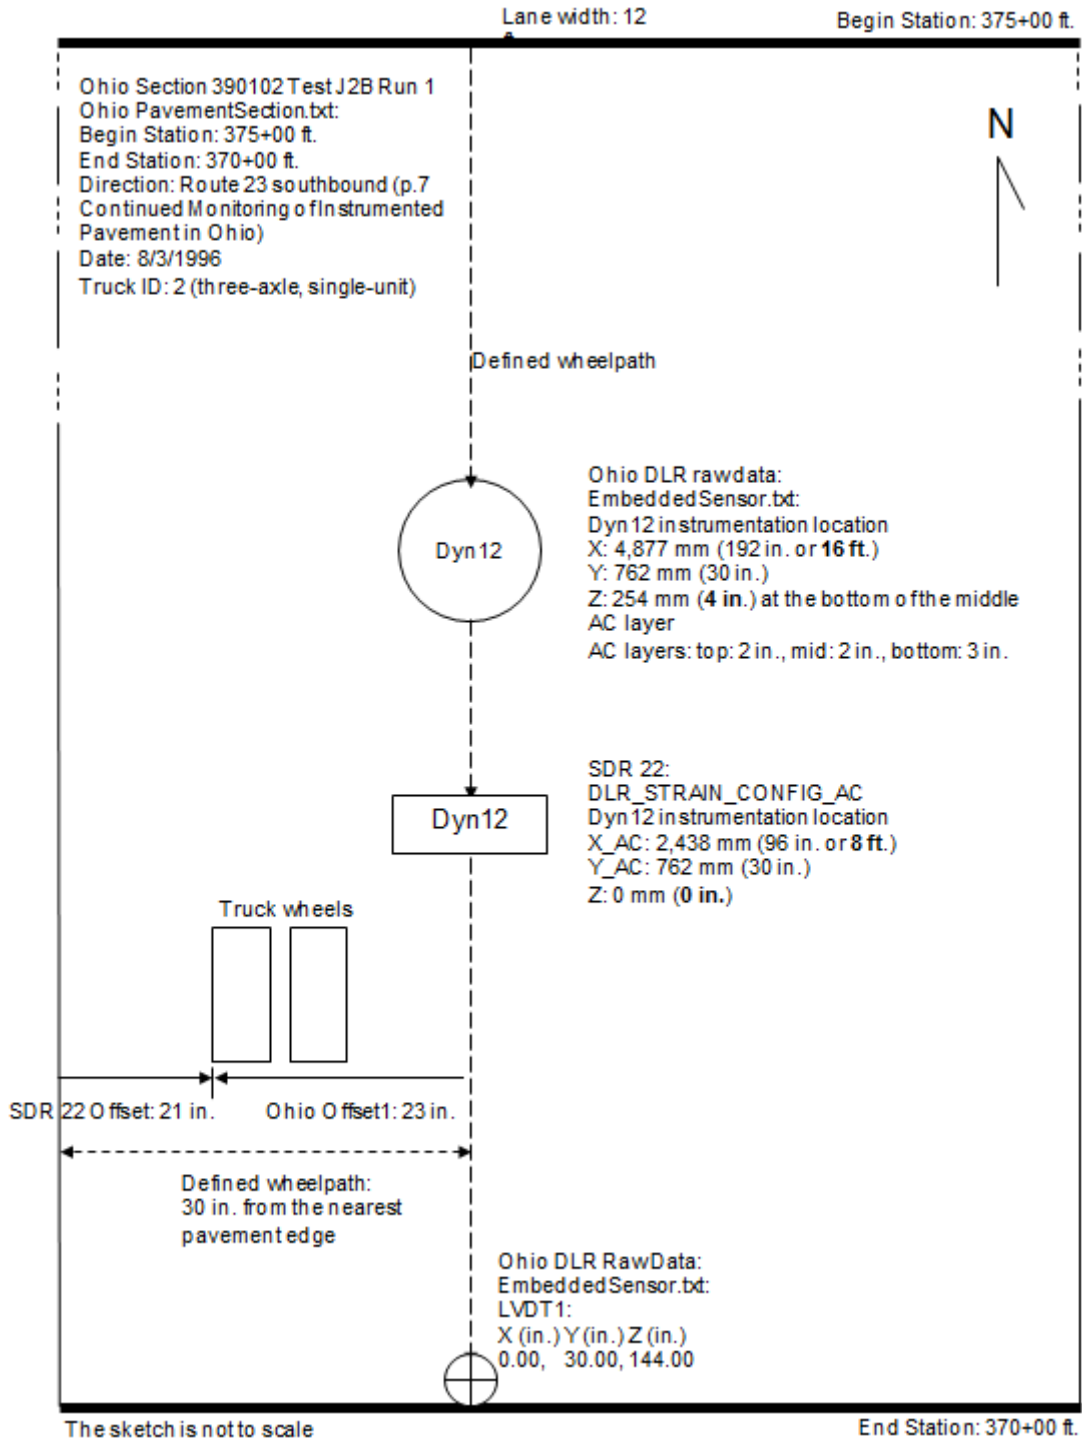 Lane width: 12
Begin Station: 375+00 ft.
Ohio Section 390102 Test J2B Run 1
Ohio PavementSection.txt:
Begin Station: 375+00 ft.
End Station: 370+00 ft.
Direction: Route 23 southbound (p.7
Continued Monitoring of Instrumented
Pavement in Ohio)
Date: 8/3/1996
Truck ID: 2 (three-axle, single-unit)
N
Defined wheelpath
Dyn12
Ohio DLR rawdata:
EmbeddedSensor.txt:
Dyn12 instrumentation location
X: 4,877 mm (192 in. or 16 ft.)
Y: 762 mm (30 in.)
Z: 254 mm (4 in.) at the bottom of the middle
AC layer
AC layers: top: 2 in., mid: 2 in., bottom: 3 in.
Dyn12
SDR 22:
DLR_STRAIN_CONFIG_AC
Dyn12 instrumentation location
X_AC: 2,438 mm (96 in. or 8 ft.)
Y_AC: 762 mm (30 in.)
Z: 0 mm (0 in.)
Truck wheels
SDR 22 Offset: 21 in.
Ohio Offset1: 23 in.
Defined wheelpath:
30 in. from the nearest
pavement edge
Ohio DLR RawData:
EmbeddedSensor.txt:
LVDT1:
X (in.) Y (in.) Z (in.)
0.00, 30.00, 144.00
The sketch is not to scale
End Station: 370+00 ft.